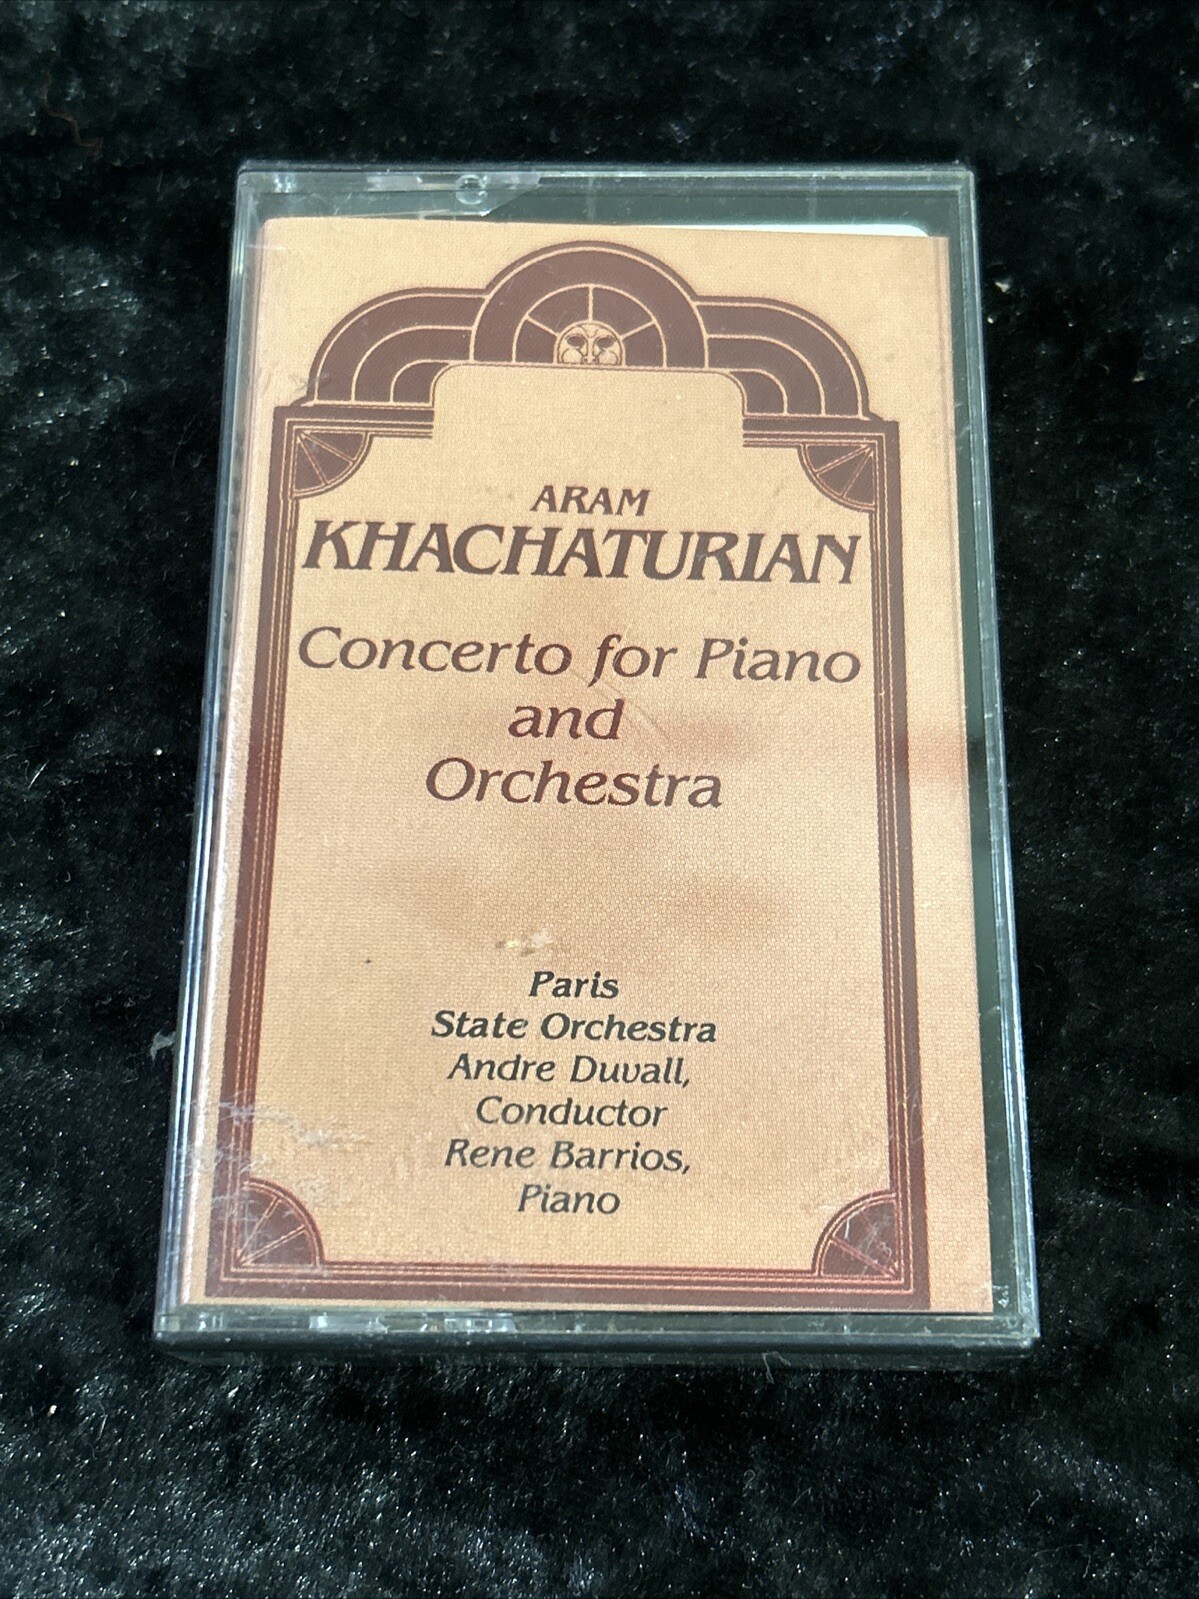 ARAM
KHACHATURIAN
Concerto for Piano
and
Orchestra
Paris
State Orchestra
Andre Duvall,
Conductor
Rene Barrios,
Piano